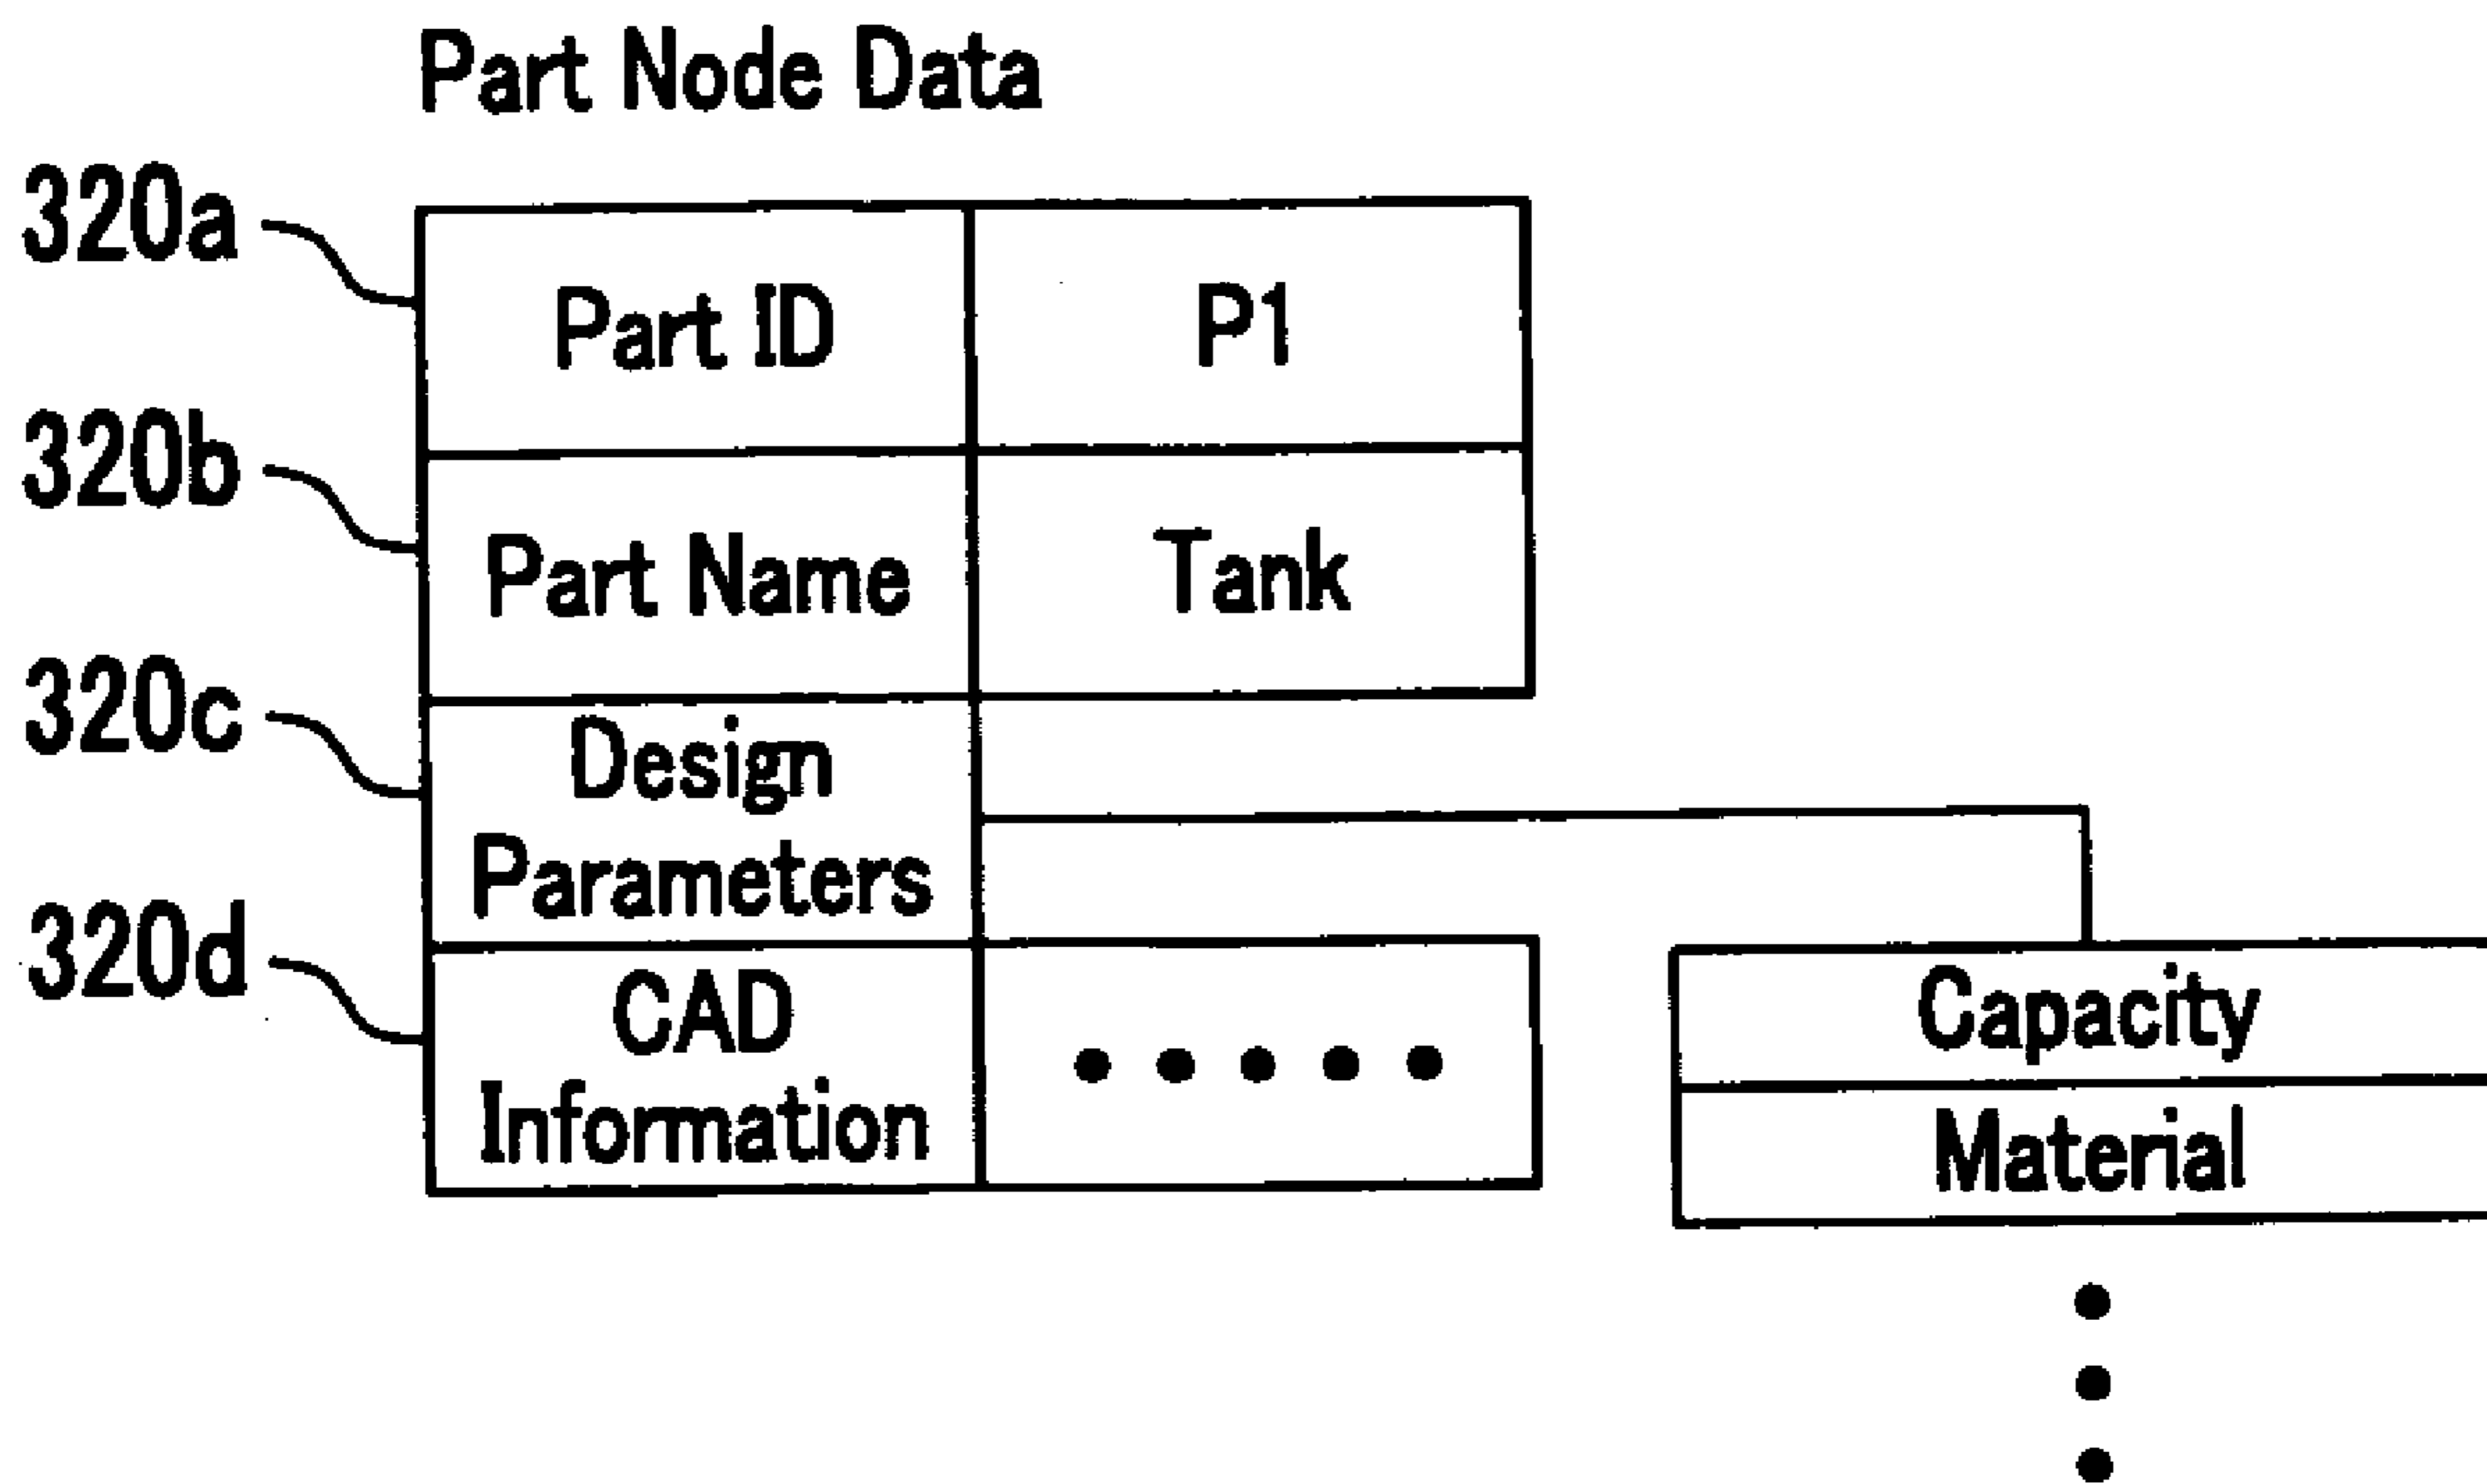 Part Node Data
320a
Part ID
P1
320b
Part Name
Tank
320c
Design
Parameters
320d
CAD
Information
• • • • •
Capacity
Material